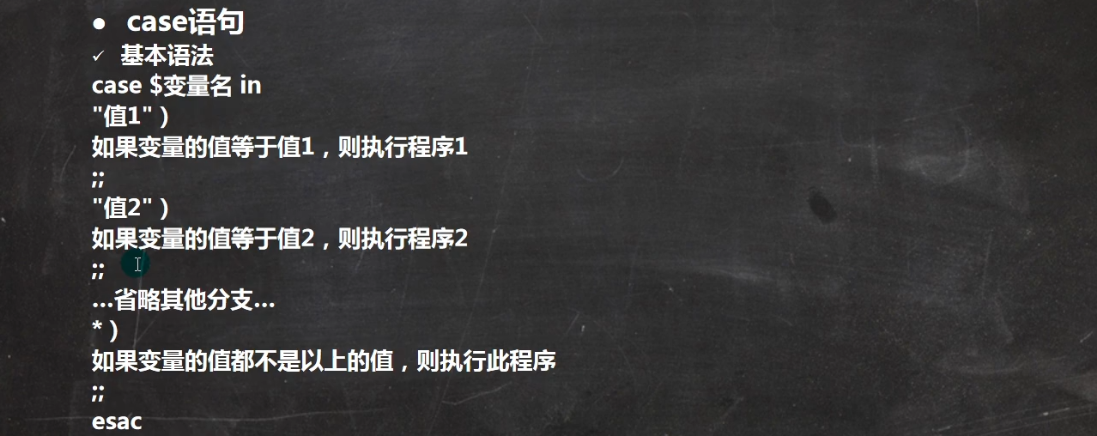 ● case语句
✓ 基本语法
case $变量名 in
"值1"）
如果变量的值等于值1，则执行程序1
;;
"值2"）
如果变量的值等于值2，则执行程序2
;;
...省略其他分支...
*）
如果变量的值都不是以上的值，则执行此程序
;;
esac